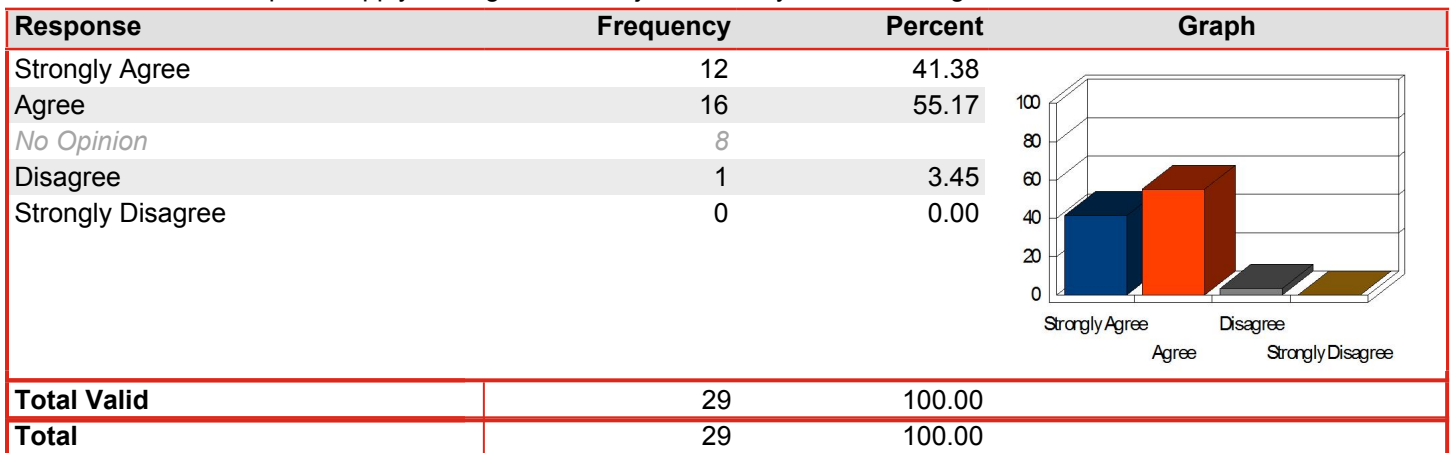 Response Frequency Percent Graph
Strongly Agree 12 41.38
Agree 16 55.17
No Opinion 8
Disagree 1 3.45
Strongly Disagree 0 0.00
100
80
60
40
20
0
Strongly Agree Disagree
Agree Strongly Disagree
Total Valid 29 100.00
Total 29 100.00